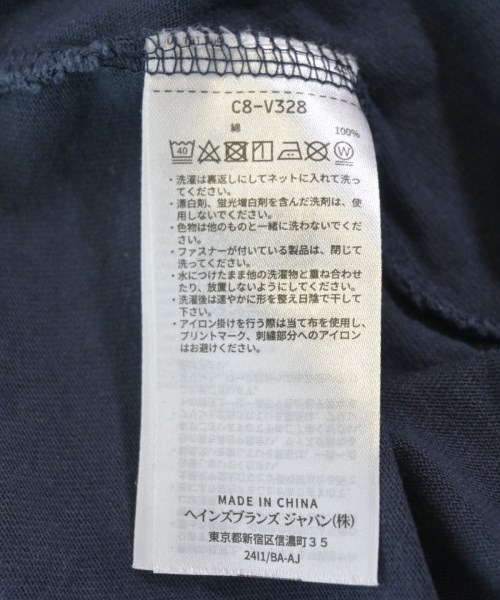 C8-V328
綿 100%
40 W
・洗濯は裏返しにしてネットに入れて洗っ
てください。
・漂白剤、蛍光増白剤を含んだ洗剤は、使
用しないでください。
・色物は他のものと一緒に洗わないでくだ
さい。
・ファスナーが付いている製品は、閉じて
洗ってください。
・水につけたまま他の洗濯物と重ね合わせ
たり、放置しないようにしてください。
・洗濯後は速やかに形を整え日陰で干して
下さい。
・アイロン掛けを行う際は当て布を使用し、
プリントマーク、刺繍部分へのアイロン
はお避けください。
MADE IN CHINA
ヘインズブランズ ジャパン(株)
東京都新宿区信濃町35
24I1/BA-AJ